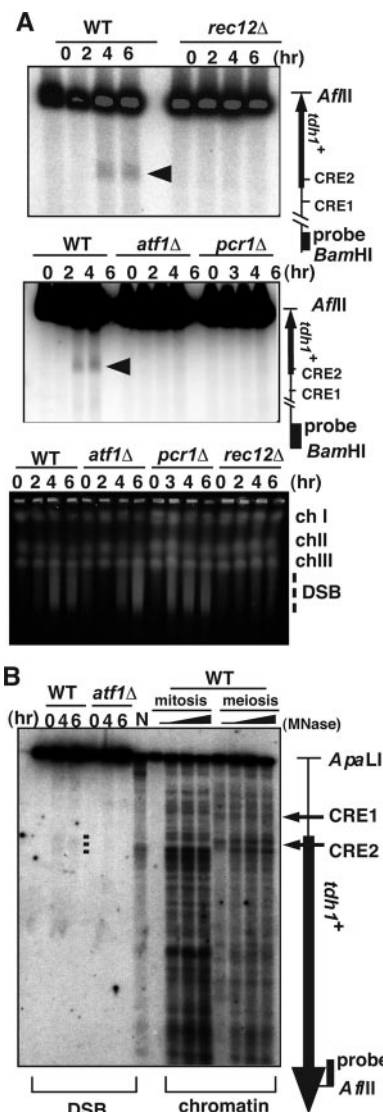 A
WT rec12Δ
0 2 4 6 0 2 4 6 (hr)
AflII
tdh1+
CRE2
CRE1
probe
BamHI
WT atf1Δ pcr1Δ
0 2 4 6 0 2 4 6 0 3 4 6 (hr)
AflII
tdh1+
CRE2
CRE1
probe
BamHI
WT atf1Δ pcr1Δ rec12Δ
0 2 4 6 0 2 4 6 0 3 4 6 0 2 4 6 (hr)
ch I
chII
chIII
DSB
B
WT
WT atf1Δ mitosis meiosis
(hr) 0 4 6 0 4 6 N (MNase)
ApaLI
CRE1
CRE2
tdh1+
probe
AflII
DSB chromatin